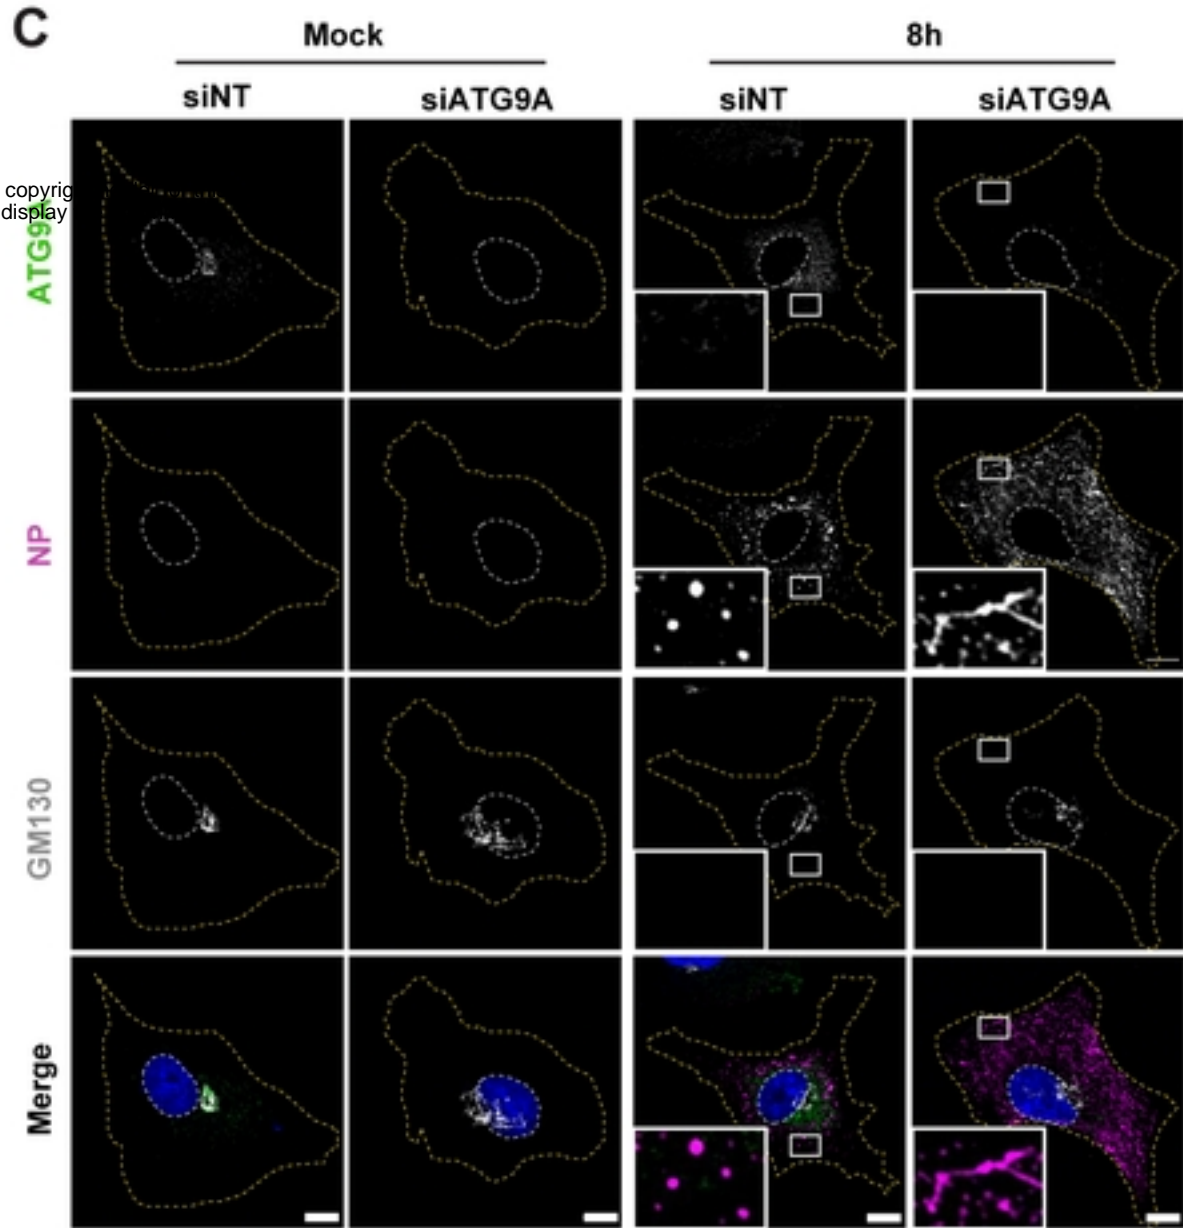 C
Mock 8h
siNT siATG9A siNT siATG9A
copyrig
display
ATG9A
NP
GM130
Merge